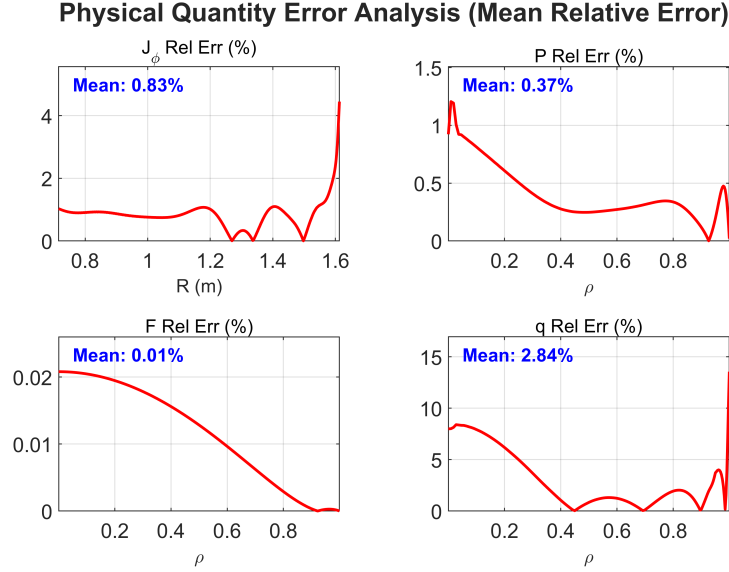 Physical Quantity Error Analysis (Mean Relative Error)
J_ϕ Rel Err (%)
Mean: 0.83%
4
2
0
0.8 1 1.2 1.4 1.6
R (m)
P Rel Err (%)
Mean: 0.37%
1.5
1
0.5
0
0.2 0.4 0.6 0.8
ρ
F Rel Err (%)
Mean: 0.01%
0.02
0.01
0
0.2 0.4 0.6 0.8
ρ
q Rel Err (%)
Mean: 2.84%
15
10
5
0
0.2 0.4 0.6 0.8
ρ